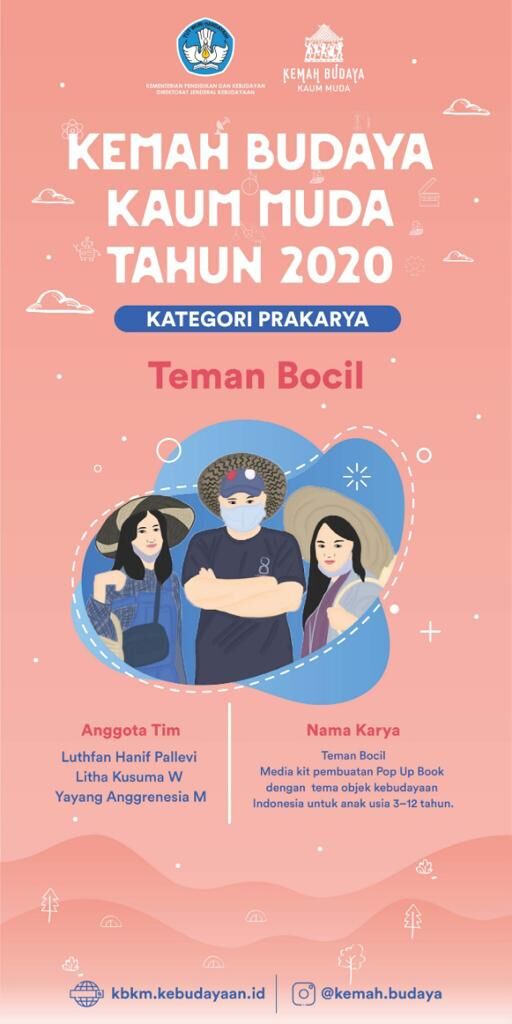 KEMENTERIAN PENDIDIKAN DAN KEBUDAYAAN
DIREKTORAT JENDERAL KEBUDAYAAN
KEMAH BUDAYA
KAUM MUDA
KEMAH BUDAYA
KAUM MUDA
TAHUN 2020
KATEGORI PRAKARYA
Teman Bocil
Anggota Tim
Luthfan Hanif Pallevi
Litha Kusuma W
Yayang Anggrenesia M
Nama Karya
Teman Bocil
Media kit pembuatan Pop Up Book
dengan tema objek kebudayaan
Indonesia untuk anak usia 3–12 tahun.
kbkm.kebudayaan.id
@kemah.budaya